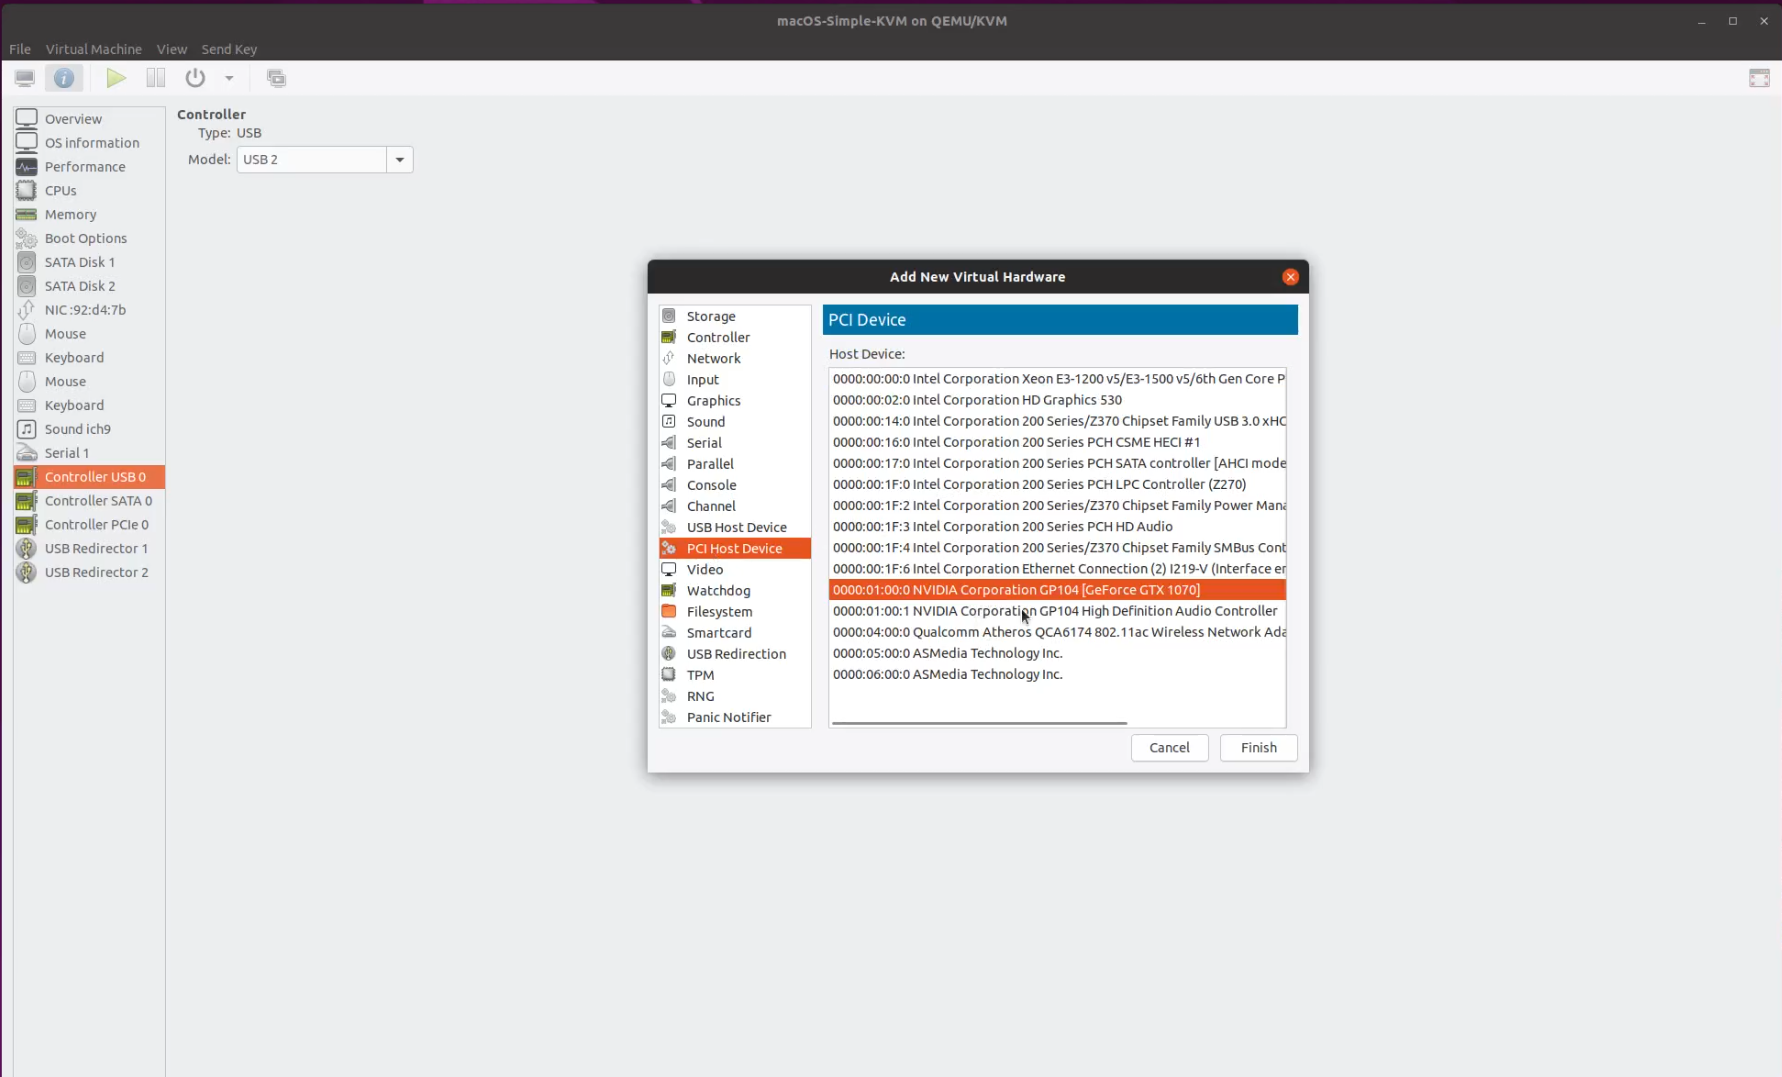 macOS-Simple-KVM on QEMU/KVM
File Virtual Machine View Send Key
Overview
OS information
Performance
CPUs
Memory
Boot Options
SATA Disk 1
SATA Disk 2
NIC :92:d4:7b
Mouse
Keyboard
Mouse
Keyboard
Sound ich9
Serial 1
Controller USB 0
Controller SATA 0
Controller PCIe 0
USB Redirector 1
USB Redirector 2
Controller
Type: USB
Model: USB 2
Add New Virtual Hardware
Storage
Controller
Network
Input
Graphics
Sound
Serial
Parallel
Console
Channel
USB Host Device
PCI Host Device
Video
Watchdog
Filesystem
Smartcard
USB Redirection
TPM
RNG
Panic Notifier
PCI Device
Host Device:
0000:00:00:0 Intel Corporation Xeon E3-1200 v5/E3-1500 v5/6th Gen Core P
0000:00:02:0 Intel Corporation HD Graphics 530
0000:00:14:0 Intel Corporation 200 Series/Z370 Chipset Family USB 3.0 xHC
0000:00:16:0 Intel Corporation 200 Series PCH CSME HECI #1
0000:00:17:0 Intel Corporation 200 Series PCH SATA controller [AHCI mode
0000:00:1F:0 Intel Corporation 200 Series PCH LPC Controller (Z270)
0000:00:1F:2 Intel Corporation 200 Series/Z370 Chipset Family Power Mana
0000:00:1F:3 Intel Corporation 200 Series PCH HD Audio
0000:00:1F:4 Intel Corporation 200 Series/Z370 Chipset Family SMBus Cont
0000:00:1F:6 Intel Corporation Ethernet Connection (2) I219-V (Interface er
0000:01:00:0 NVIDIA Corporation GP104 [GeForce GTX 1070]
0000:01:00:1 NVIDIA Corporation GP104 High Definition Audio Controller
0000:04:00:0 Qualcomm Atheros QCA6174 802.11ac Wireless Network Ada
0000:05:00:0 ASMedia Technology Inc.
0000:06:00:0 ASMedia Technology Inc.
Cancel Finish